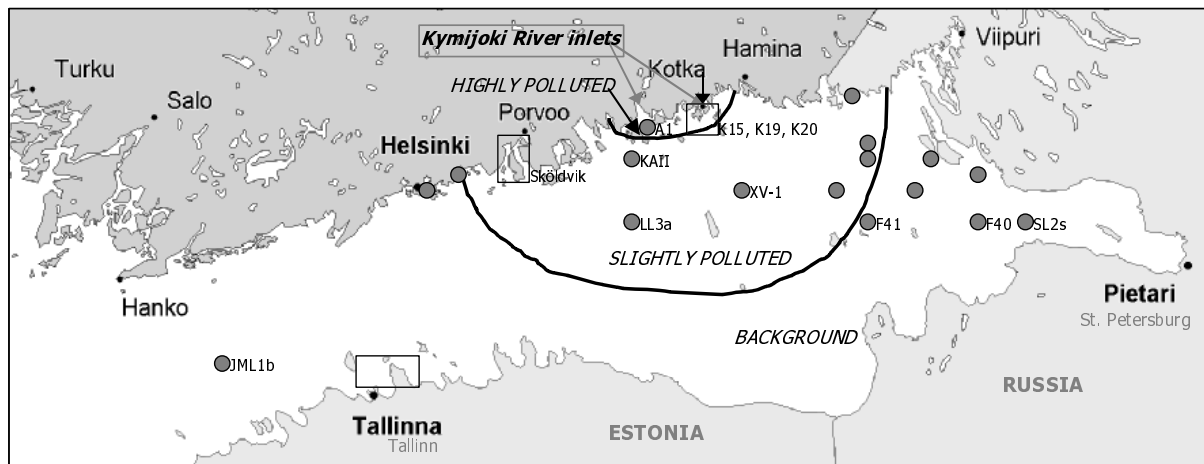 Kymijoki River inlets
Hamina
Viipuri
Turku
Kotka
HIGHLY POLLUTED
Salo
Porvoo
A1
K15, K19, K20
Helsinki
KAII
Sköldvik
XV-1
LL3a
F41
F40
SL2s
SLIGHTLY POLLUTED
Hanko
Pietari
St. Petersburg
BACKGROUND
JML1b
RUSSIA
Tallinna
Tallinn
ESTONIA